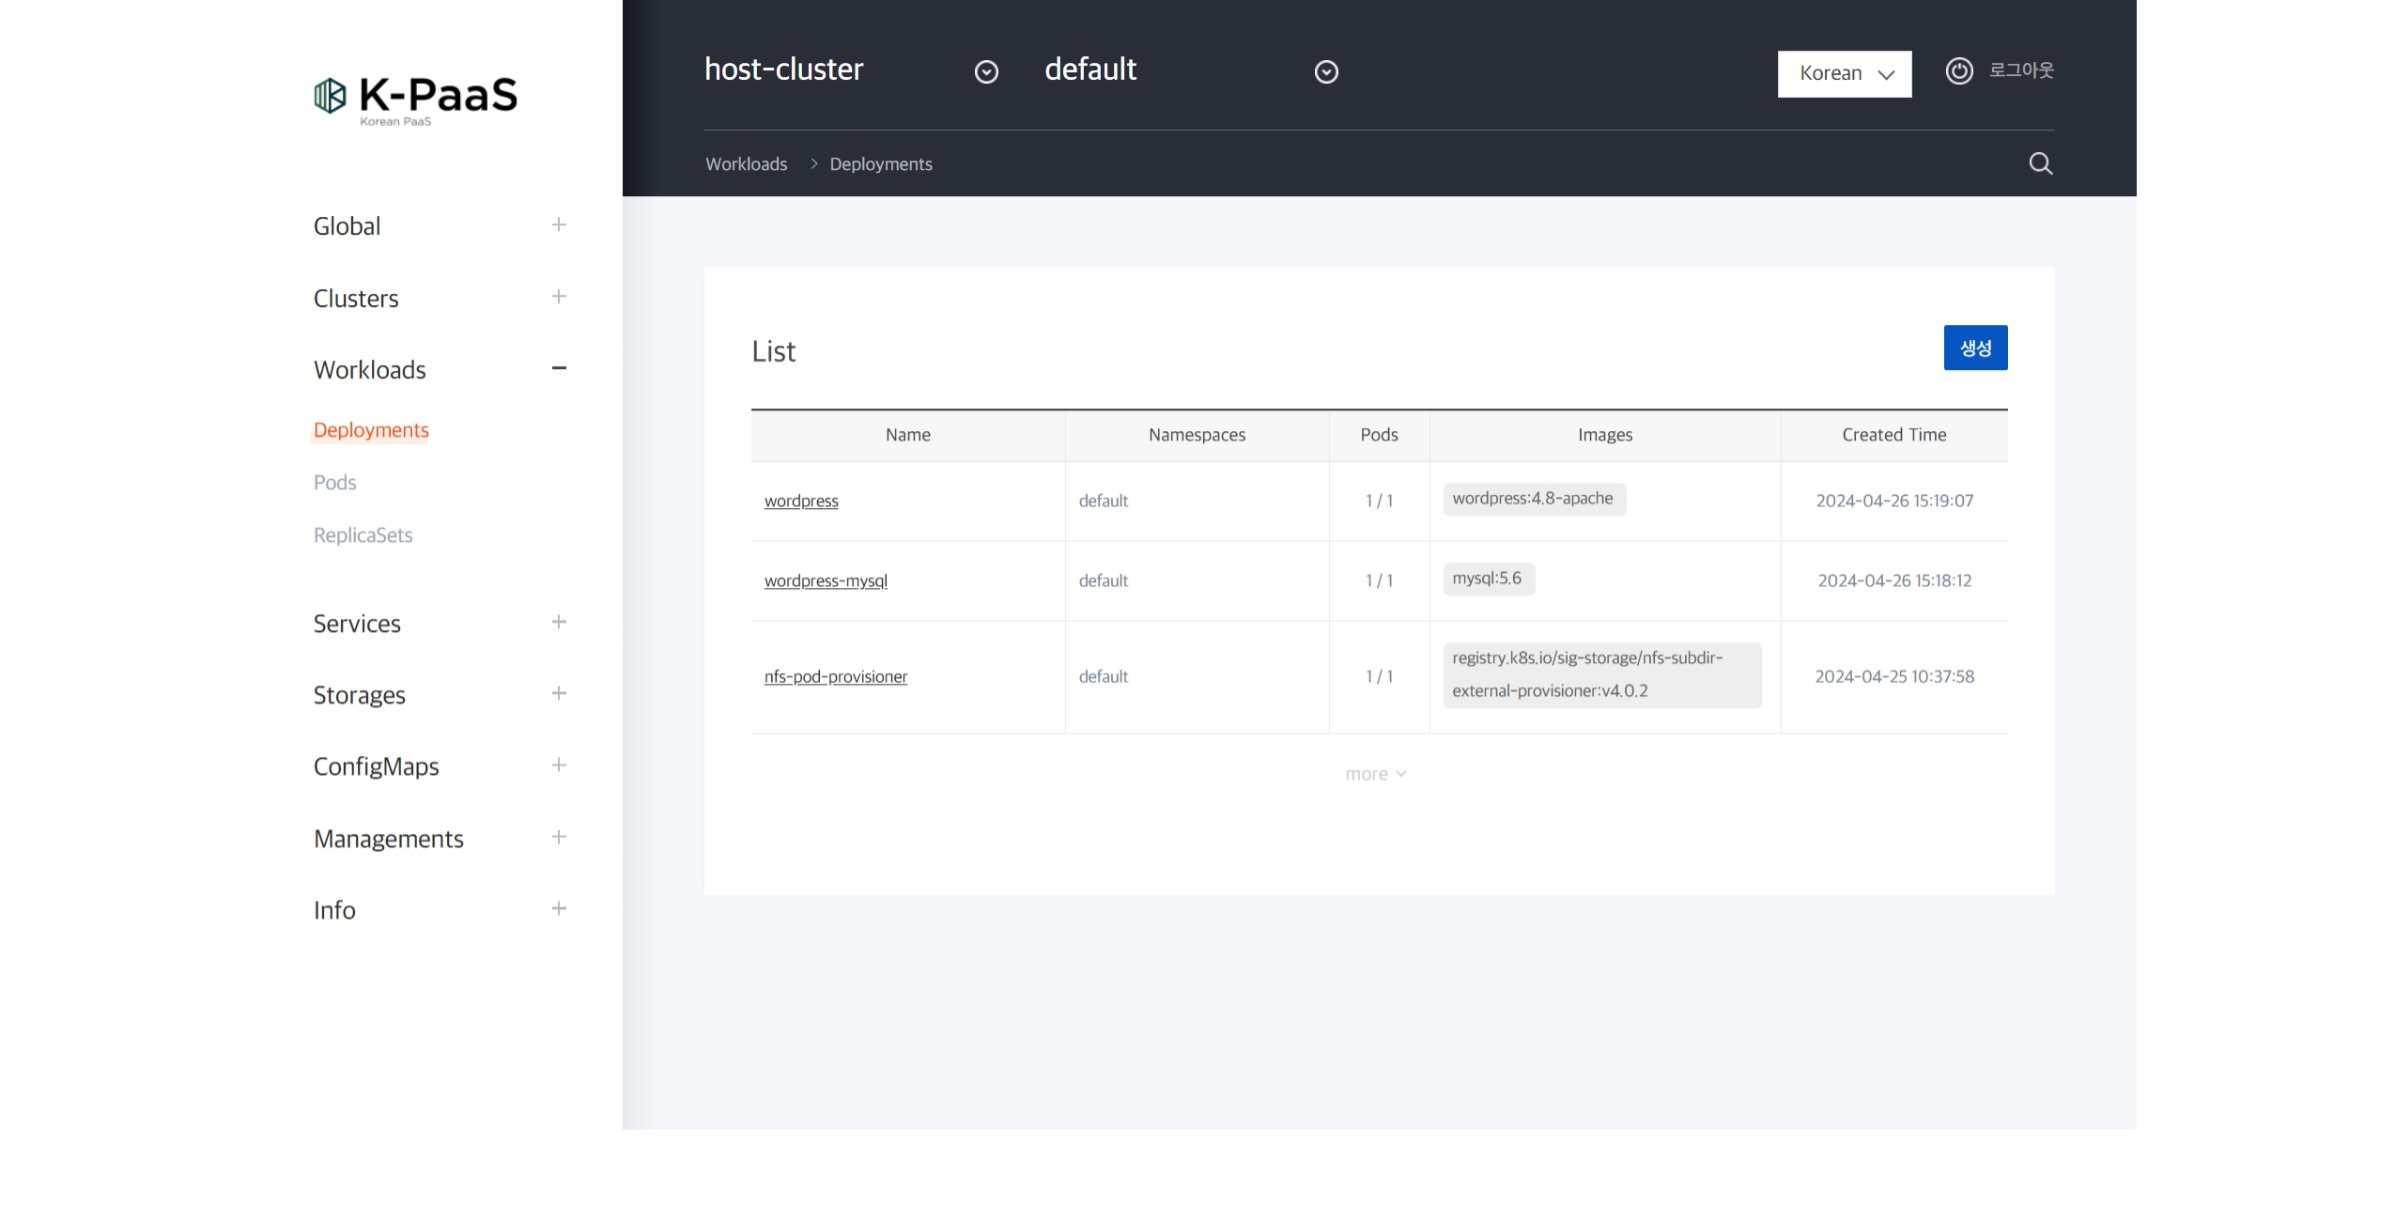 K-PaaS
Korean PaaS
Global
Clusters
Workloads
Deployments
Pods
ReplicaSets
Services
Storages
ConfigMaps
Managements
Info
host-cluster default Korean 로그아웃
Workloads > Deployments
List 생성
Name Namespaces Pods Images Created Time
wordpress default 1 / 1 wordpress:4.8-apache 2024-04-26 15:19:07
wordpress-mysql default 1 / 1 mysql:5.6 2024-04-26 15:18:12
nfs-pod-provisioner default 1 / 1 registry.k8s.io/sig-storage/nfs-subdir-
external-provisioner:v4.0.2 2024-04-25 10:37:58
more